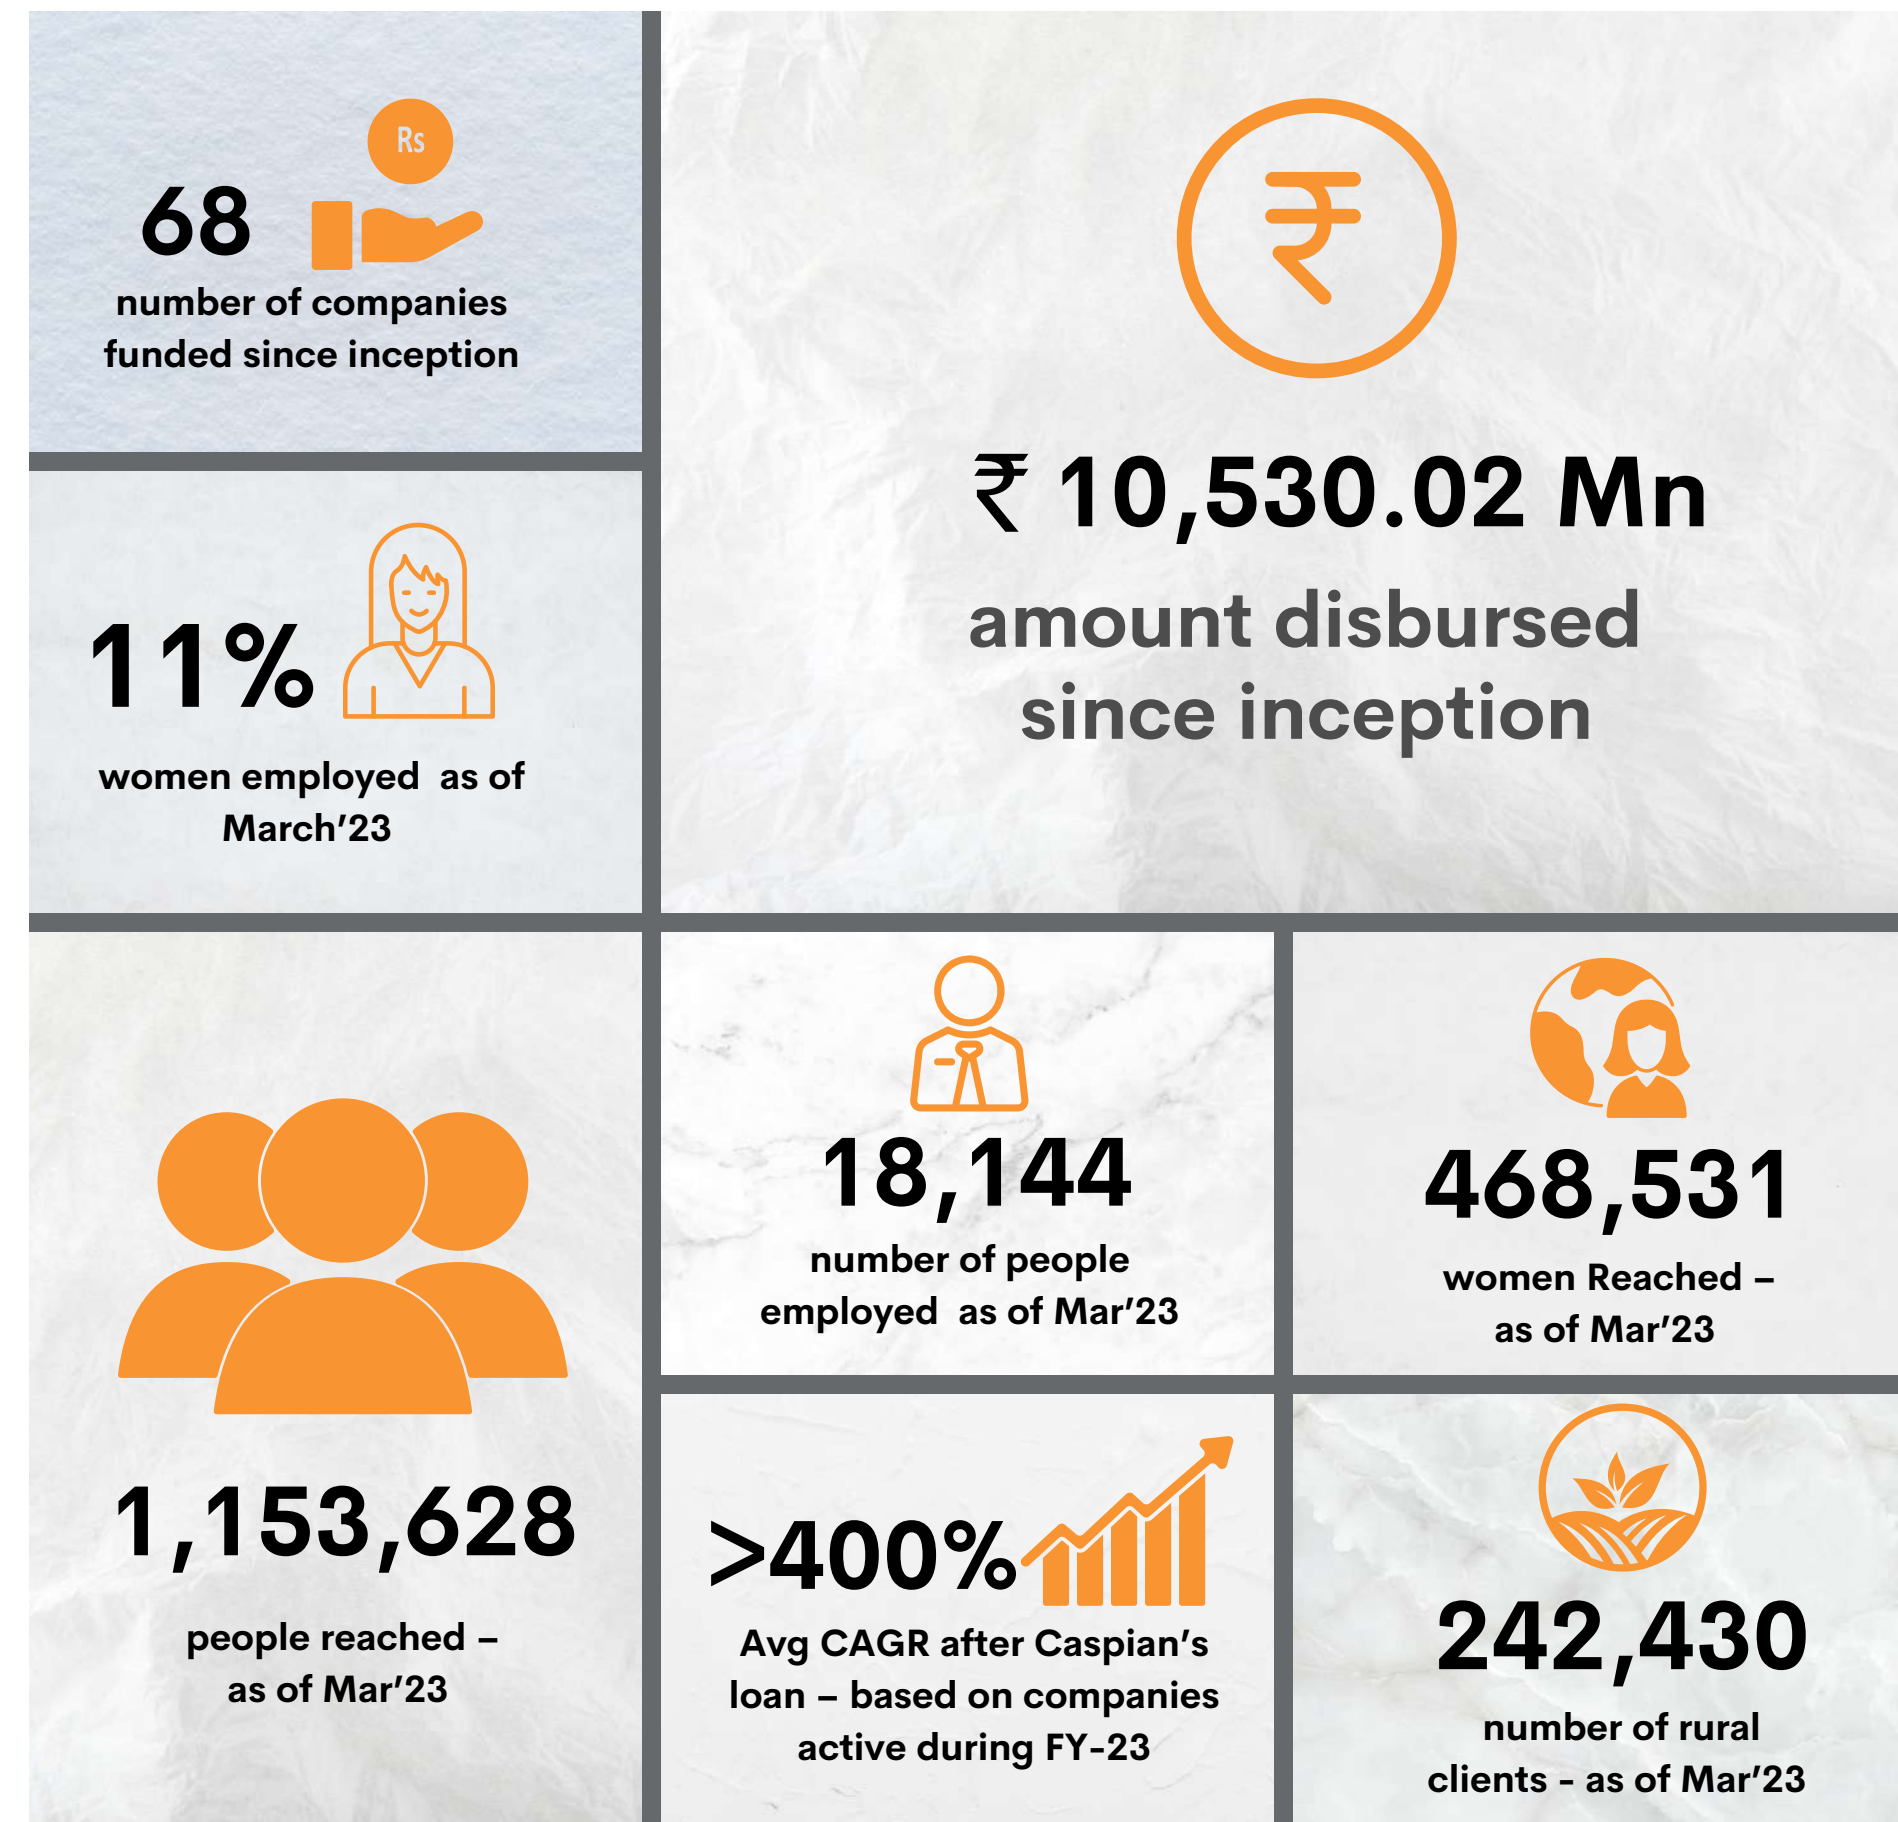 Rs
68
number of companies
funded since inception
₹
₹ 10,530.02 Mn
amount disbursed
since inception
11%
women employed as of
March'23
1,153,628
people reached –
as of Mar'23
18,144
number of people
employed as of Mar'23
468,531
women Reached –
as of Mar'23
>400%
Avg CAGR after Caspian's
loan – based on companies
active during FY-23
242,430
number of rural
clients - as of Mar'23